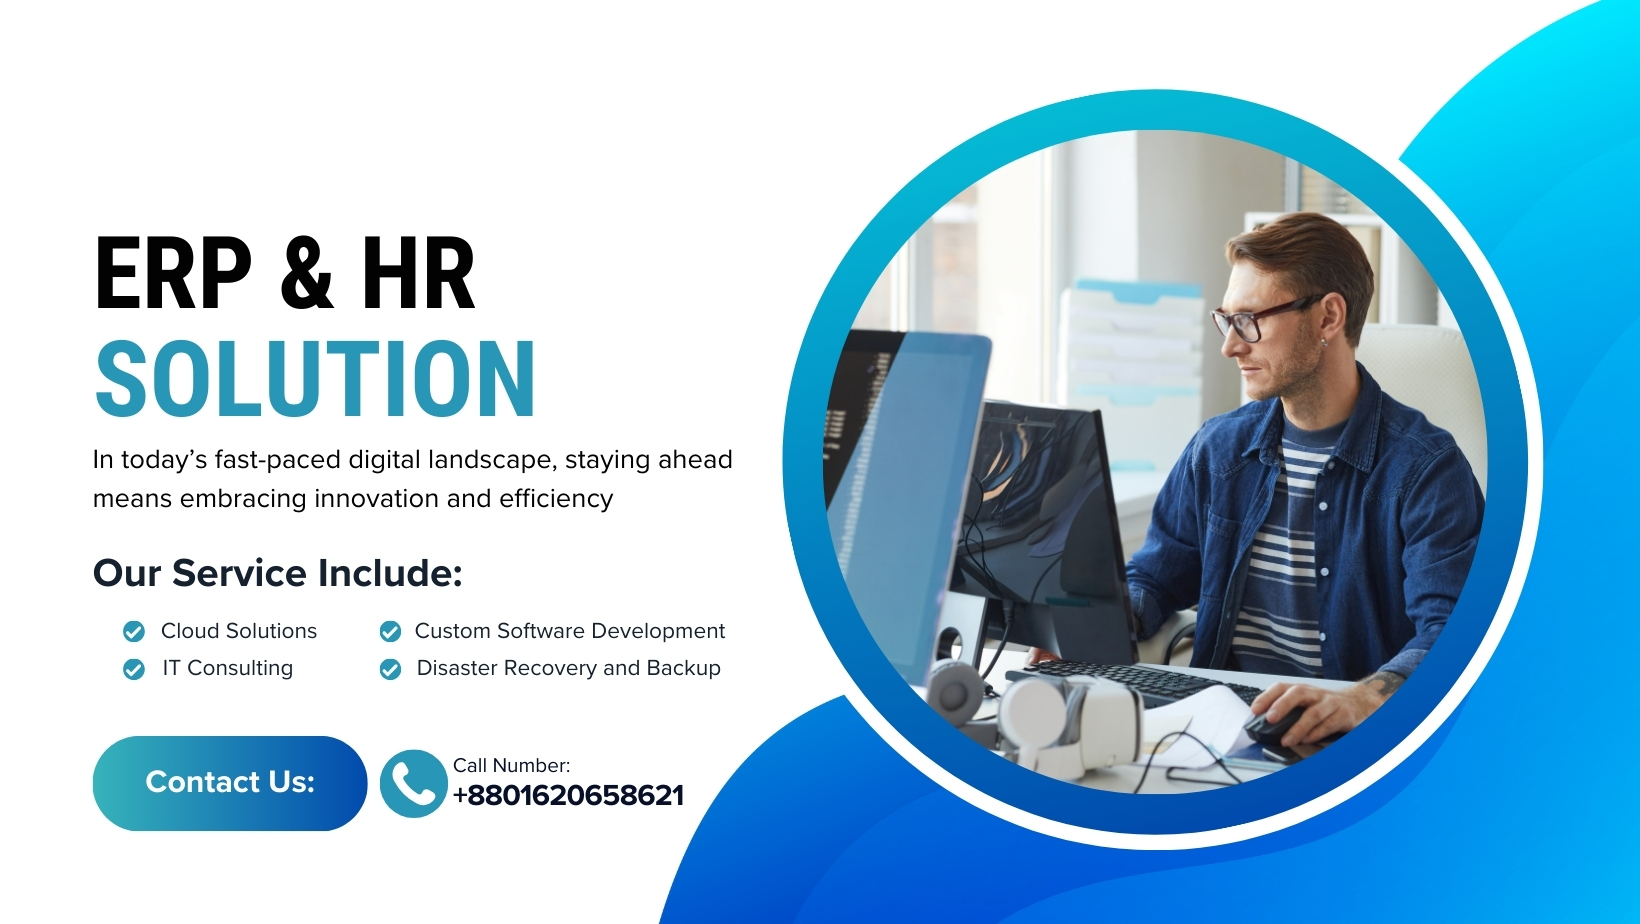 ERP & HR
SOLUTION
In today’s fast-paced digital landscape, staying ahead
means embracing innovation and efficiency
Our Service Include:
Cloud Solutions
Custom Software Development
IT Consulting
Disaster Recovery and Backup
Contact Us:
Call Number:
+8801620658621